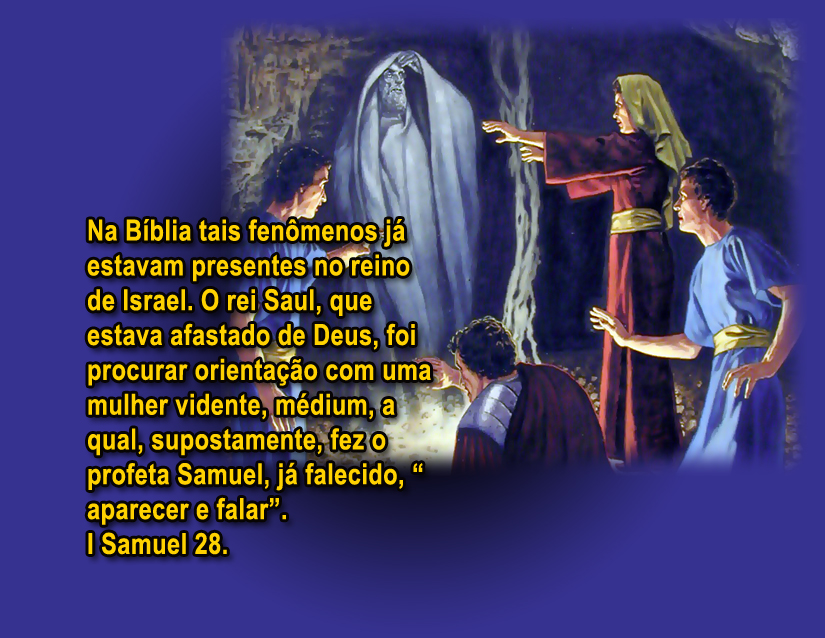 Na Bíblia tais fenômenos já
estavam presentes no reino
de Israel. O rei Saul, que
estava afastado de Deus, foi
procurar orientação com uma
mulher vidente, médium, a
qual, supostamente, fez o
profeta Samuel, já falecido, “
aparecer e falar”.
I Samuel 28.